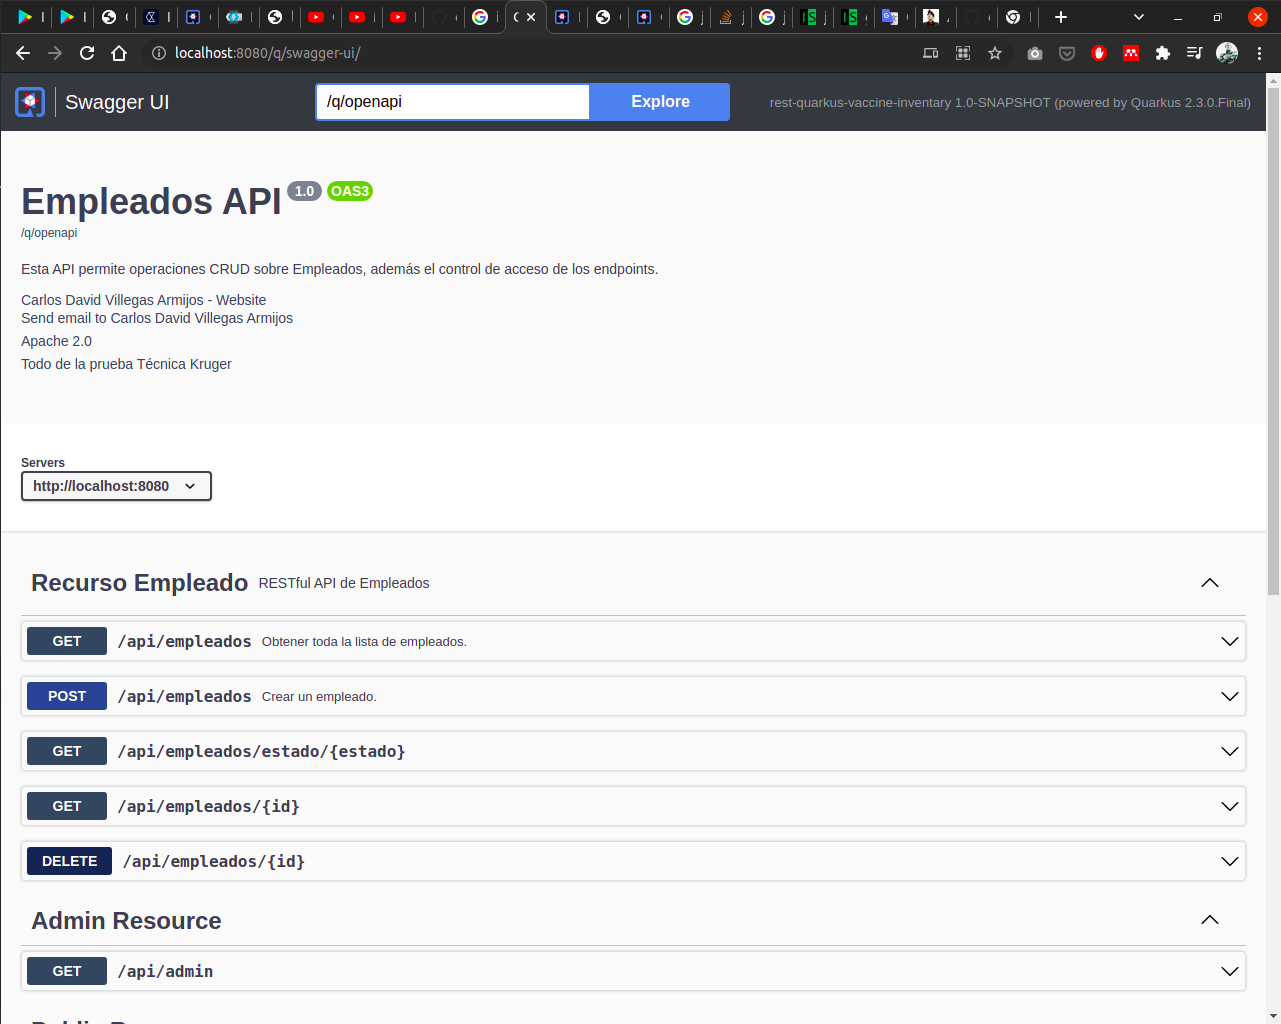 localhost:8080/q/swagger-ui/
Swagger UI
/q/openapi
Explore
rest-quarkus-vaccine-inventory 1.0-SNAPSHOT (powered by Quarkus 2.3.0.Final)
Empleados API 1.0 OAS3
/q/openapi
Esta API permite operaciones CRUD sobre Empleados, además el control de acceso de los endpoints.
Carlos David Villegas Armijos - Website
Send email to Carlos David Villegas Armijos
Apache 2.0
Todo de la prueba Técnica Kruger
Servers
http://localhost:8080
Recurso Empleado RESTful API de Empleados
GET /api/empleados Obtener toda la lista de empleados.
POST /api/empleados Crear un empleado.
GET /api/empleados/estado/{estado}
GET /api/empleados/{id}
DELETE /api/empleados/{id}
Admin Resource
GET /api/admin